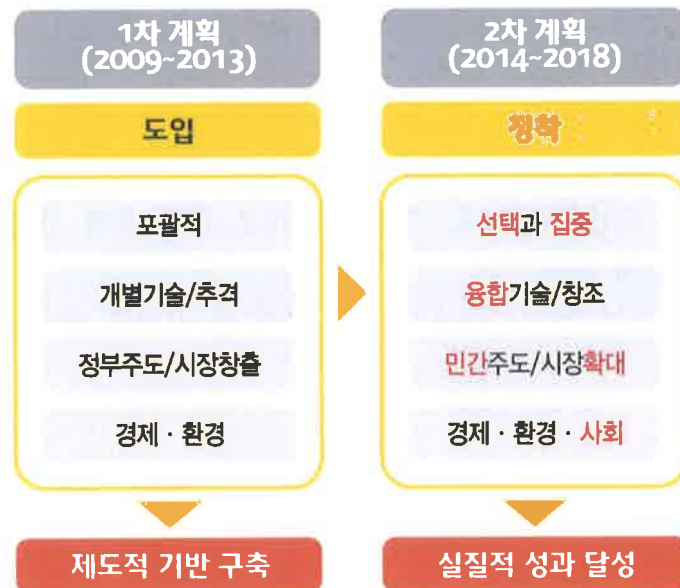 1차 계획
(2009~2013)
도입
포괄적
개별기술/추격
정부주도/시장창출
경제 · 환경
제도적 기반 구축
2차 계획
(2014~2018)
정착
선택과 집중
융합기술/창조
민간주도/시장확대
경제 · 환경 · 사회
실질적 성과 달성